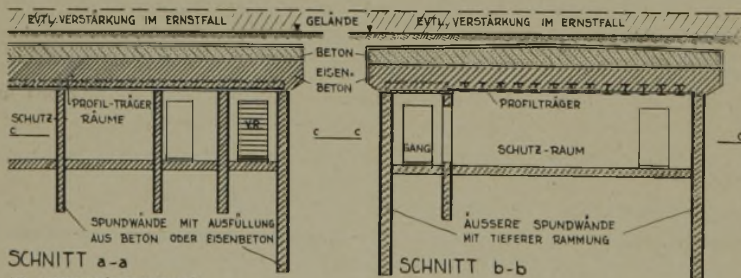 EVTL. VERSTÄRKUNG IM ERNSTFALL
GELÄNDE
EVTL. VERSTÄRKUNG IM ERNSTFALL
BETON
EISEN-
BETON
PROFIL-TRÄGER
SCHUTZ-RÄUME
V.R.
PROFILTRÄGER
c
c
c
c
GANG
SCHUTZ-RAUM
SPUNDWÄNDE MIT AUSFÜLLUNG
AUS BETON ODER EISENBETON
ÄUSSERE SPUNDWÄNDE
MIT TIEFERER RAMMUNG
SCHNITT a-a
SCHNITT b-b